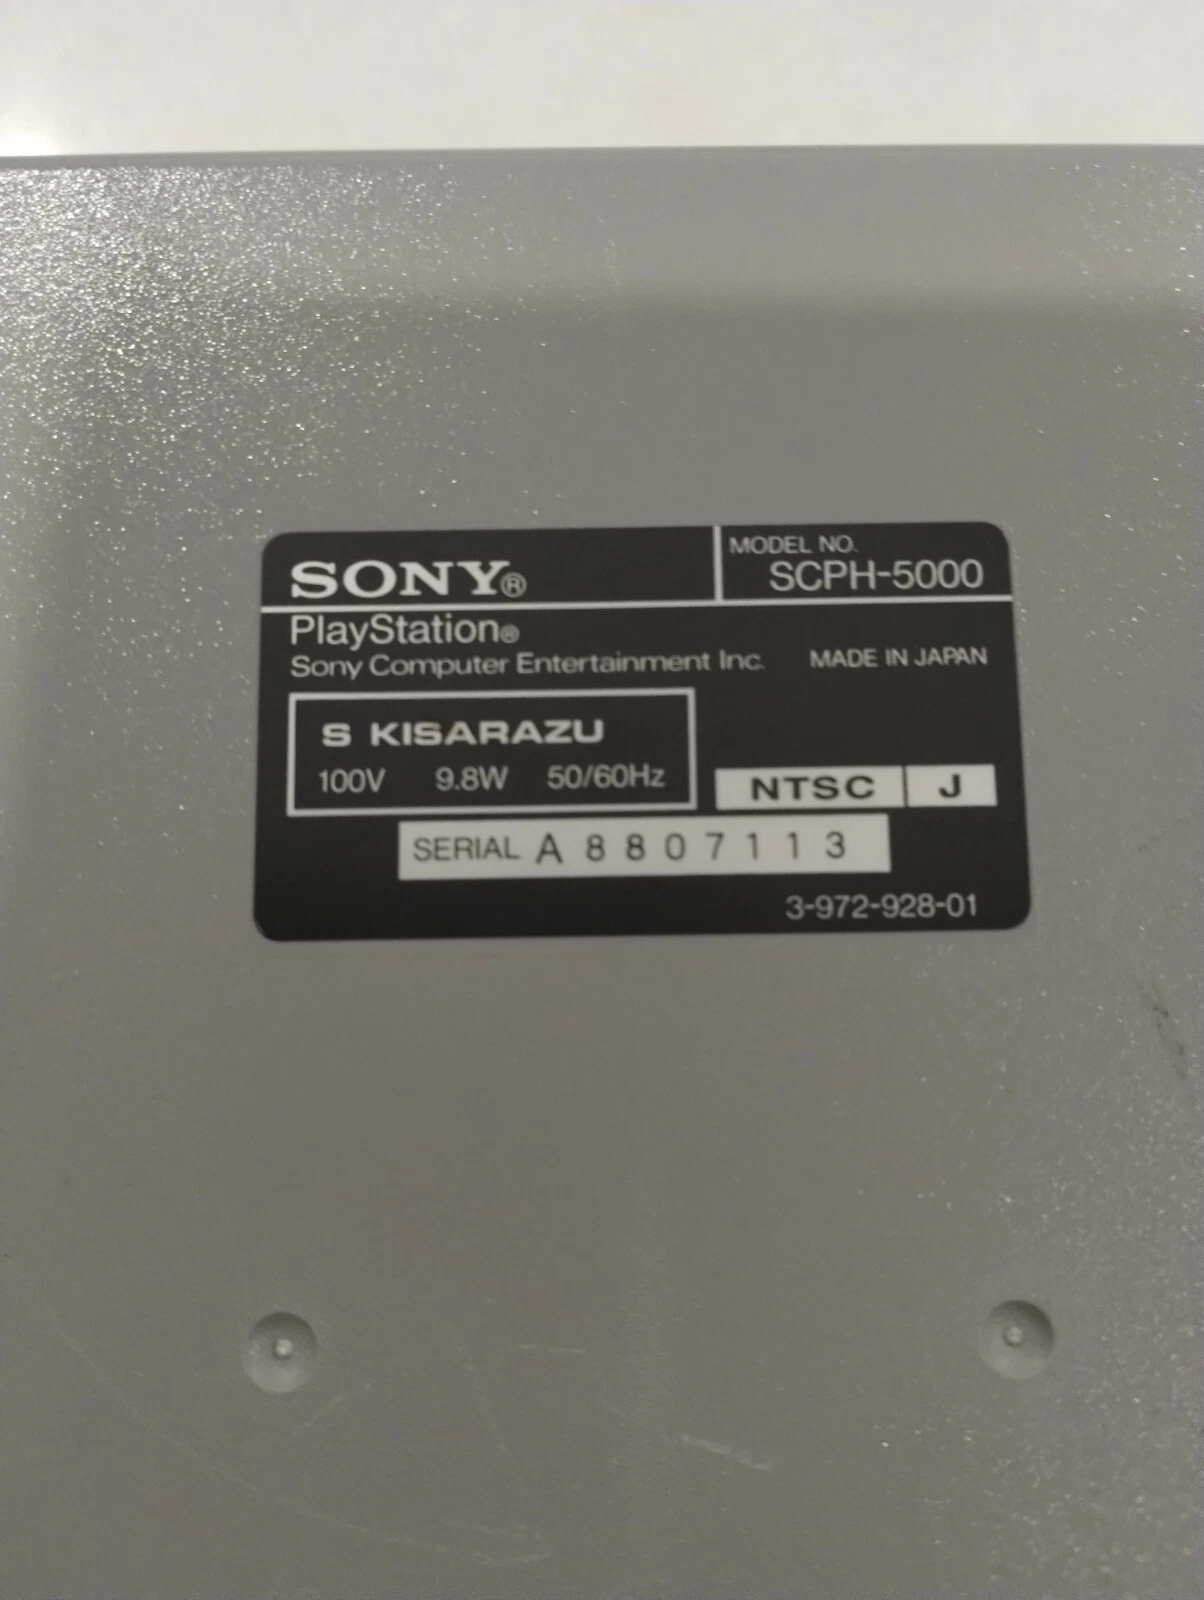 SONY®
MODEL NO.
SCPH-5000
PlayStation®
Sony Computer Entertainment Inc. MADE IN JAPAN
S KISARAZU
100V 9.8W 50/60Hz
NTSC J
SERIAL A 8 8 0 7 1 1 3
3-972-928-01